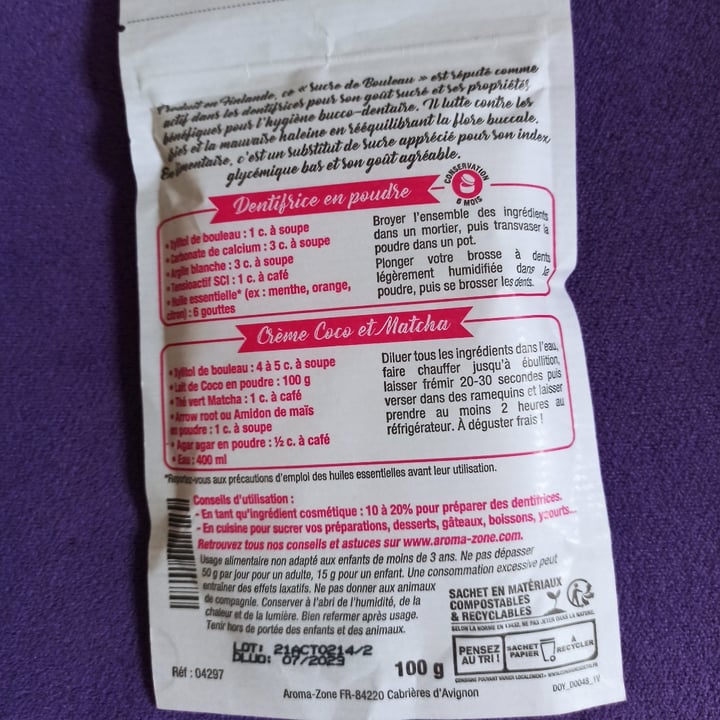 Produit en Finlande, ce « Sucre de Bouleau » est réputé comme
actif dans les dentifrices pour son goût sucré et ses propriétés
bénéfiques pour l'hygiène bucco-dentaire. Il lutte contre les
et la mauvaise haleine en rééquilibrant la flore buccale.
c'est un substitut de sucre apprécié pour son index
glycémique bas et son goût agréable.
Dentifrice en poudre
CONSERVATION
6 MOIS
• Xylitol de bouleau : 1 c. à soupe
• Carbonate de calcium : 3 c. à soupe
• Argile blanche : 3 c. à soupe
• Tensioactif SCI : 1 c. à café
• Huile essentielle* (ex : menthe, orange,
citron) : 6 gouttes
Broyer l'ensemble des ingrédients
dans un mortier, puis transvaser la
poudre dans un pot.
Plonger votre brosse à dents
légèrement humidifiée dans la
poudre, puis se brosser les dents.
Crème Coco et Matcha
• Xylitol de bouleau : 4 à 5 c. à soupe
• Lait de Coco en poudre : 100 g
• Thé vert Matcha : 1 c. à café
• Arrow root ou Amidon de maïs
en poudre : 1 c. à soupe
• Agar agar en poudre : ½ c. à café
• Eau : 400 ml
Diluer tous les ingrédients dans l'eau,
faire chauffer jusqu'à ébullition,
laisser frémir 20-30 secondes puis
verser dans des ramequins et laisser
prendre au moins 2 heures au
réfrigérateur. À déguster frais !
*Reportez-vous aux précautions d'emploi des huiles essentielles avant leur utilisation.
Conseils d'utilisation :
- En tant qu'ingrédient cosmétique : 10 à 20% pour préparer des dentifrices.
- En cuisine pour sucrer vos préparations, desserts, gâteaux, boissons, yaourts...
Retrouvez tous nos conseils et astuces sur www.aroma-zone.com.
Usage alimentaire non adapté aux enfants de moins de 3 ans. Ne pas dépasser
50 g par jour pour un adulte, 15 g pour un enfant. Une consommation excessive peut
entraîner des effets laxatifs. Ne pas donner aux animaux
de compagnie. Conserver à l'abri de l'humidité, de la
chaleur et de la lumière. Bien refermer après usage.
Tenir hors de portée des enfants et des animaux.
SACHET EN MATÉRIAUX
COMPOSTABLES
& RECYCLABLES
SELON LA NORME EN 13432. NE PAS JETER DANS LA NATURE.
PENSEZ
AU TRI !
SACHET
PAPIER
À
RECYCLER
CONSIGNE POUVANT VARIER LOCALEMENT
LOT: 21ACT0214/2
DLUO: 07/2023
100 g
Réf : 04297
Aroma-Zone FR-84220 Cabrières d'Avignon
DOY_00048_1V